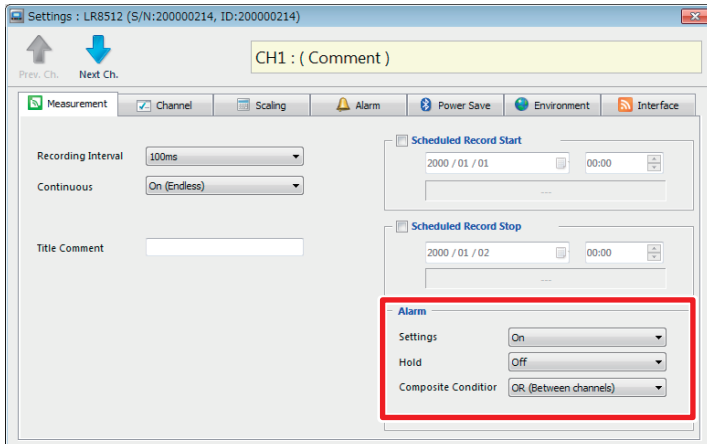 Settings : LR8512 (S/N:200000214, ID:200000214)
Prev. Ch. Next Ch.
CH1 : ( Comment )
Measurement Channel Scaling Alarm Power Save Environment Interface
Recording Interval 100ms
Continuous On (Endless)
Title Comment
Scheduled Record Start
2000 / 01 / 01 00:00
---
Scheduled Record Stop
2000 / 01 / 02 00:00
---
Alarm
Settings On
Hold Off
Composite Conditior OR (Between channels)